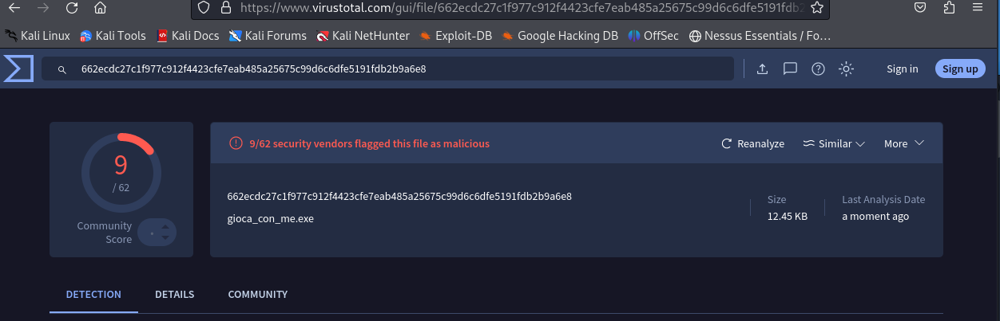 https://www.virustotal.com/gui/file/662ecdc27c1f977c912f4423cfe7eab485a25675c99d6c6dfe5191fdb2
Kali Linux Kali Tools Kali Docs Kali Forums Kali NetHunter Exploit-DB Google Hacking DB OffSec Nessus Essentials / Fo…
662ecdc27c1f977c912f4423cfe7eab485a25675c99d6c6dfe5191fdb2b9a6e8 Sign in Sign up
9/62 security vendors flagged this file as malicious Reanalyze Similar More
9
/ 62
Community
Score
662ecdc27c1f977c912f4423cfe7eab485a25675c99d6c6dfe5191fdb2b9a6e8
gioca_con_me.exe
Size
12.45 KB
Last Analysis Date
a moment ago
DETECTION DETAILS COMMUNITY